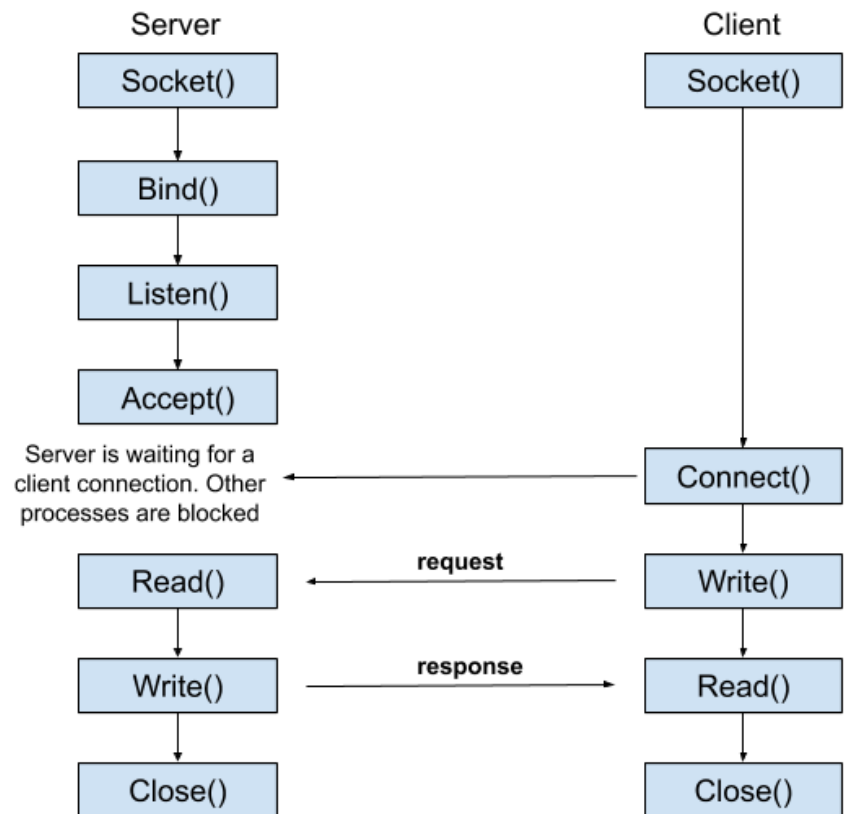 Server
Client
Socket()
Socket()
Bind()
Listen()
Accept()
Server is waiting for a
client connection. Other
processes are blocked
Connect()
request
Read()
Write()
response
Write()
Read()
Close()
Close()